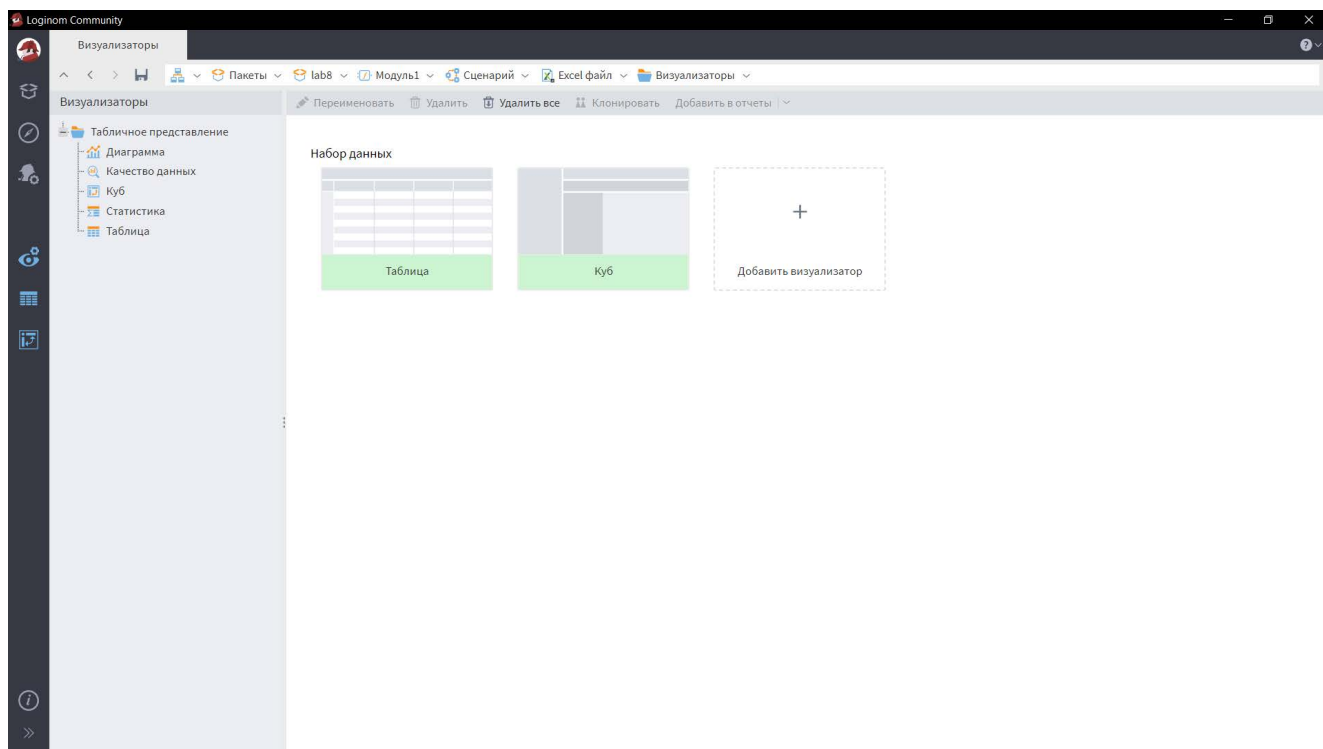 Loginom Community
Визуализаторы
Пакеты lab8 Модуль1 Сценарий Excel файл Визуализаторы
Визуализаторы
Переименовать Удалить Удалить все Клонировать Добавить в отчеты
Табличное представление
Диаграмма
Качество данных
Куб
Статистика
Таблица
Набор данных
Таблица
Куб
Добавить визуализатор